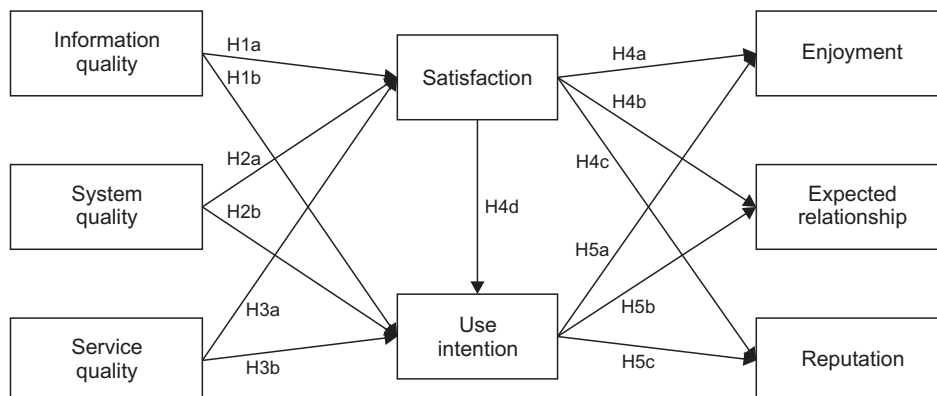 Information
quality
H1a
H1b
Satisfaction
H4a
H4b
Enjoyment
System
quality
H2a
H2b
H4c
H4d
Expected
relationship
H5a
Service
quality
H3a
H3b
Use
intention
H5b
H5c
Reputation